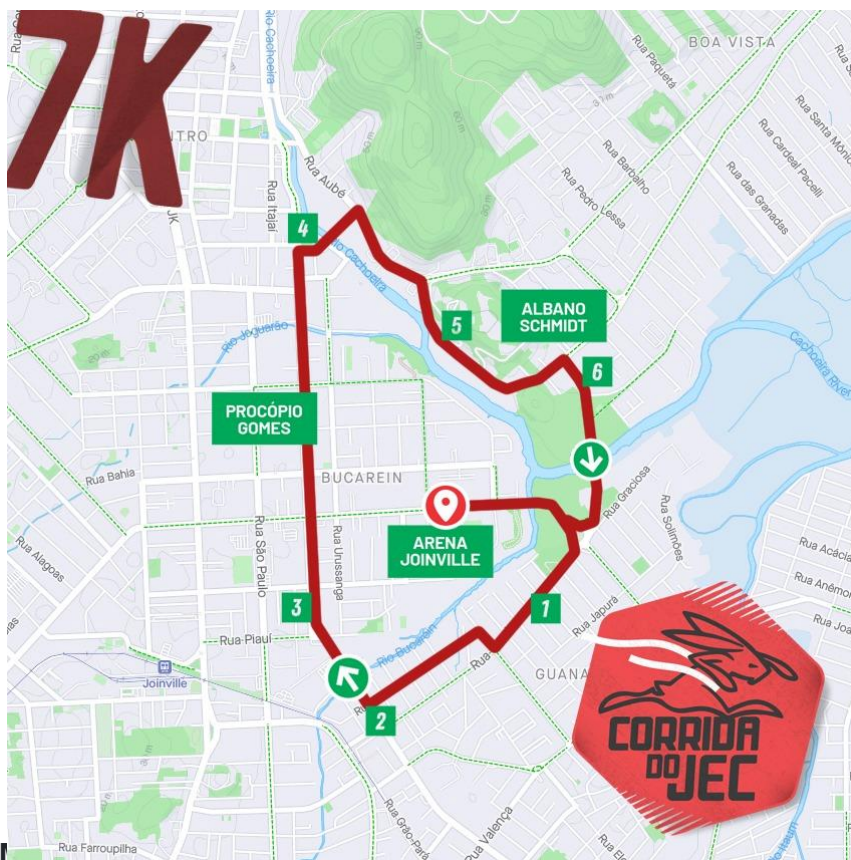 7K
BOA VISTA
Rio Cachoeira
Rua Paquetá
Rua Santa Mônica
Rua Cardeal Pacelli
Rua das Granadas
Rua Barbalho
Rua Pedro Lessa
NTRO
Rua Aubé
Rua Itajaí
JK
4
Rio Cachoeira
ALBANO
SCHMIDT
5
6
Rio Jaguarão
Cachoeira River
PROCÓPIO
GOMES
BUCAREIN
Rua Bahia
Rua Graciosa
Rua Solimões
Rua São Paulo
Rua Urussanga
ARENA
JOINVILLE
Rua Alagoas
Rua Acácia
3
1
Rua Japurá
Rua Piauí
Rio Bucarein
Joinville
GUANA
2
CORRIDA
DO JEC
Rua Grão-Pará
Rua Valença
Rua Farroupilha